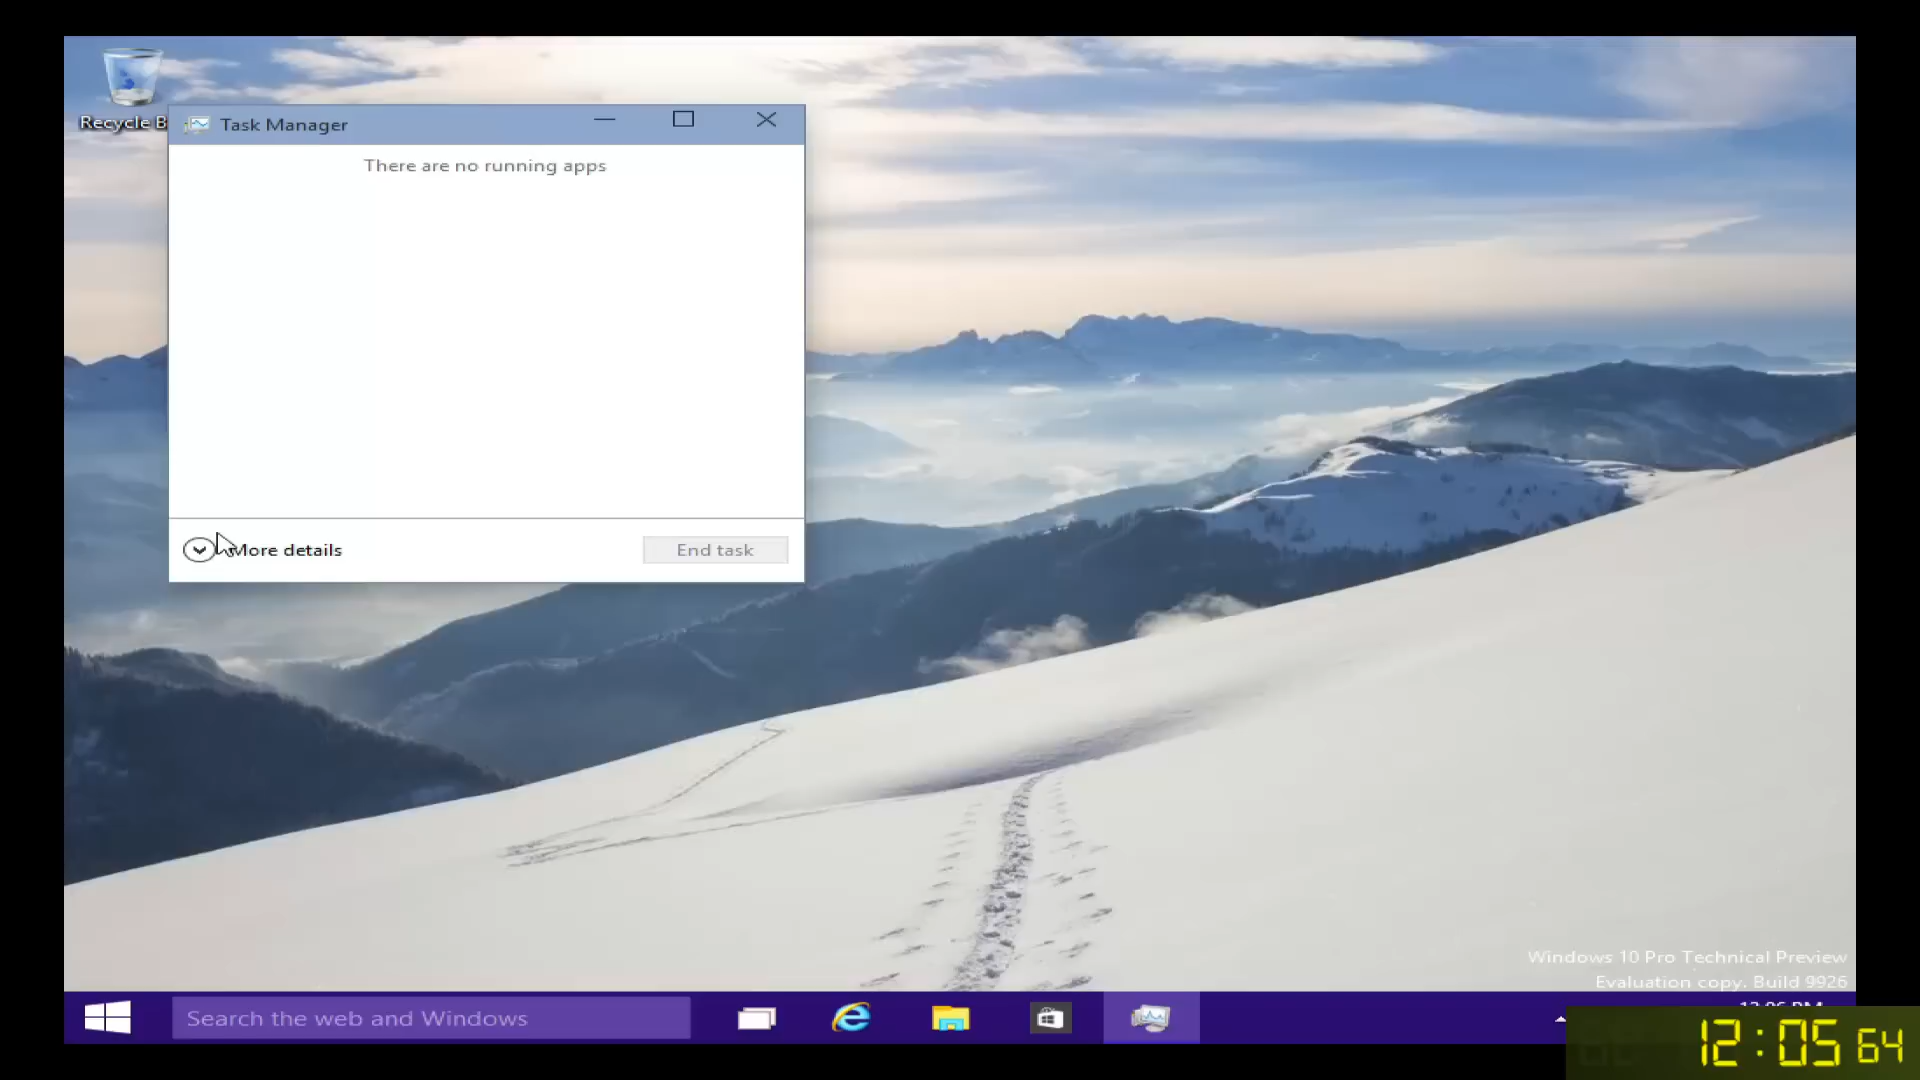 Recycle B
Task Manager
There are no running apps
More details
End task
Windows 10 Pro Technical Preview
Evaluation copy. Build 9926
Search the web and Windows
12:05 64